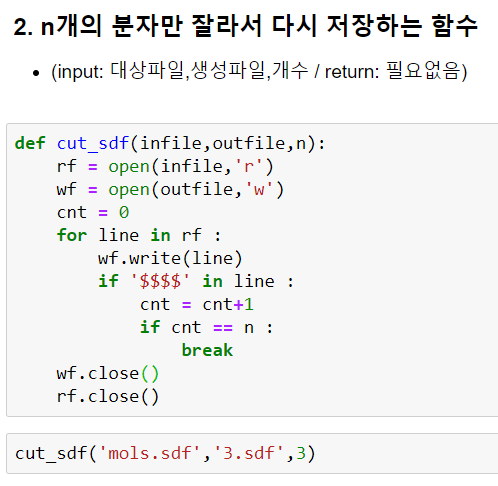 2. n개의 분자만 잘라서 다시 저장하는 함수
• (input: 대상파일,생성파일,개수 / return: 필요없음)
def cut_sdf(infile,outfile,n):
    rf = open(infile,'r')
    wf = open(outfile,'w')
    cnt = 0
    for line in rf :
        wf.write(line)
        if '$$$$' in line :
            cnt = cnt+1
            if cnt == n :
                break
    wf.close()
    rf.close()
cut_sdf('mols.sdf','3.sdf',3)